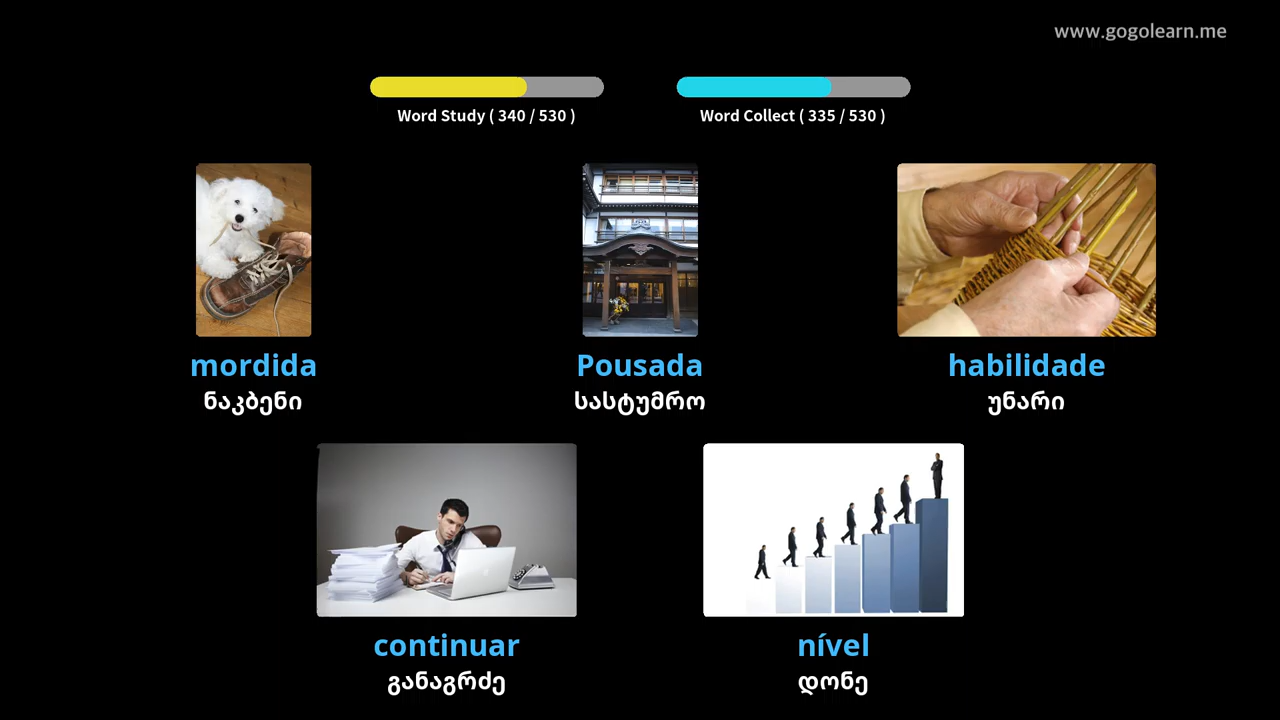 www.gogolearn.me
Word Study ( 340 / 530 )
Word Collect ( 335 / 530 )
mordida
ნაკბენი
Pousada
სასტუმრო
habilidade
უნარი
continuar
განაგრძე
nível
დონე